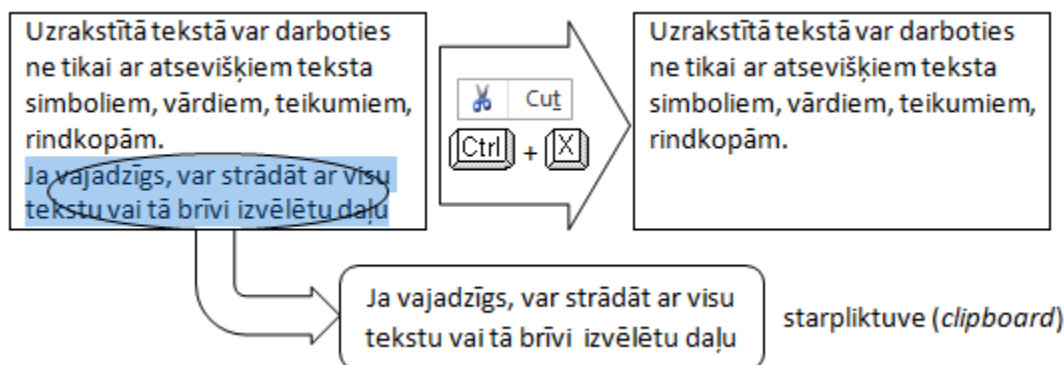 Uzrakstītā tekstā var darboties
ne tikai ar atsevišķiem teksta
simboliem, vārdiem, teikumiem,
rindkopām.
Ja vajadzīgs, var strādāt ar visu
tekstu vai tā brīvi izvēlētu daļu
Cut
Ctrl + X
Uzrakstītā tekstā var darboties
ne tikai ar atsevišķiem teksta
simboliem, vārdiem, teikumiem,
rindkopām.
Ja vajadzīgs, var strādāt ar visu
tekstu vai tā brīvi izvēlētu daļu
starpliktuve (clipboard)